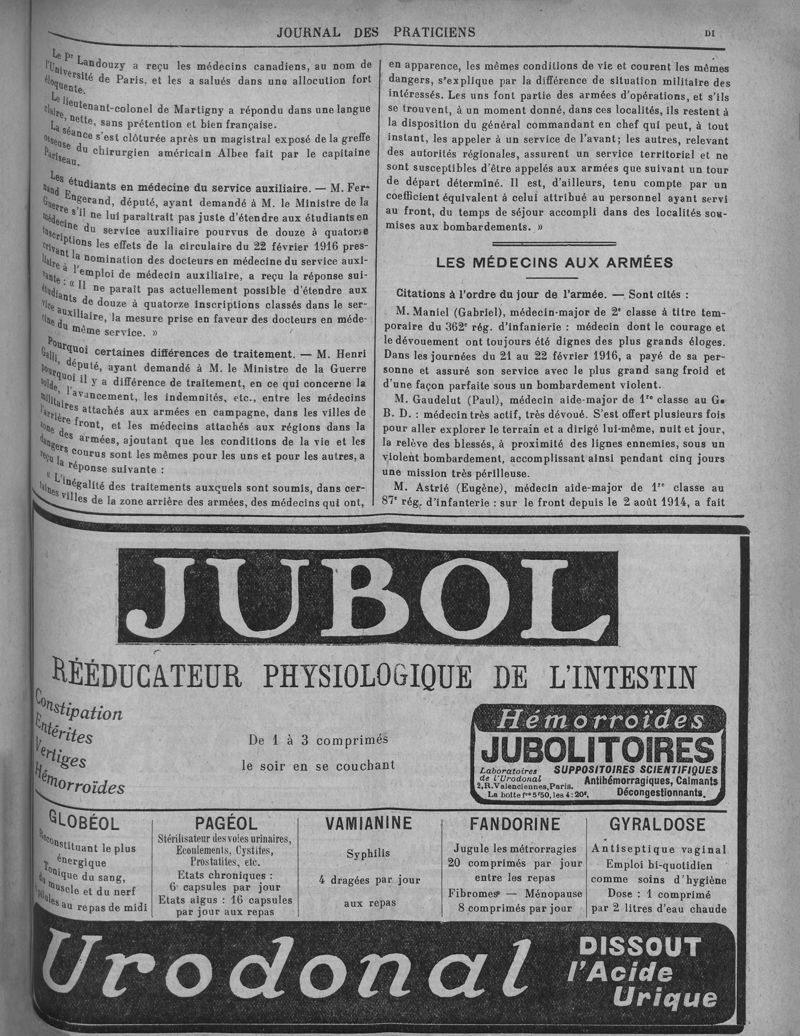 JOURNAL DES PRATICIENS
DI
Le Pr Landouzy a reçu les médecins canadiens, au nom de
l'Université de Paris, et les a salués dans une allocution fort
éloquente.
Le lieutenant-colonel de Martigny a répondu dans une langue
claire, nette, sans prétention et bien française.
La séance s'est clôturée après un magistral exposé de la greffe
osseuse du chirurgien américain Albee fait par le capitaine
Pariseau.
Les étudiants en médecine du service auxiliaire. — M. Fer-
nand Engerand, député, ayant demandé à M. le Ministre de la
Guerre s'il ne lui paraîtrait pas juste d'étendre aux étudiants en
médecine du service auxiliaire pourvus de douze à quatorze
inscriptions les effets de la circulaire du 22 février 1916 pres-
crivant la nomination des docteurs en médecine du service auxi-
liaire à l'emploi de médecin auxiliaire, a reçu la réponse sui-
vante : « Il ne paraît pas actuellement possible d'étendre aux
étudiants de douze à quatorze inscriptions classés dans le ser-
vice auxiliaire, la mesure prise en faveur des docteurs en méde-
cine du même service. »
Pourquoi certaines différences de traitement. — M. Henri
Galli, député, ayant demandé à M. le Ministre de la Guerre
pourquoi il y a différence de traitement, en ce qui concerne la
solde, l'avancement, les indemnités, etc., entre les médecins
militaires attachés aux armées en campagne, dans les villes de
l'arrière front, et les médecins attachés aux régions dans la
zone des armées, ajoutant que les conditions de la vie et les
dangers courus sont les mêmes pour les uns et pour les autres, a
reçu la réponse suivante :
« L'inégalité des traitements auxquels sont soumis, dans cer-
taines villes de la zone arrière des armées, des médecins qui ont,
en apparence, les mêmes conditions de vie et courent les mêmes
dangers, s'explique par la différence de situation militaire des
intéressés. Les uns font partie des armées d'opérations, et s'ils
se trouvent, à un moment donné, dans ces localités, ils restent à
la disposition du général commandant en chef qui peut, à tout
instant, les appeler à un service de l'avant; les autres, relevant
des autorités régionales, assurent un service territorial et ne
sont susceptibles d'être appelés aux armées que suivant un tour
de départ déterminé. Il est, d'ailleurs, tenu compte par un
coefficient équivalent à celui attribué au personnel ayant servi
au front, du temps de séjour accompli dans des localités sou-
mises aux bombardements. »
LES MÉDECINS AUX ARMÉES
Citations à l'ordre du jour de l'armée. — Sont cités :
M. Maniel (Gabriel), médecin-major de 2e classe à titre tem-
poraire du 362e rég. d'infanterie : médecin dont le courage et
le dévouement ont toujours été dignes des plus grands éloges.
Dans les journées du 21 au 22 février 1916, a payé de sa per-
sonne et assuré son service avec le plus grand sang froid et
d'une façon parfaite sous un bombardement violent.
M. Gaudelut (Paul), médecin aide-major de 1re classe au G.
B. D. : médecin très actif, très dévoué. S'est offert plusieurs fois
pour aller explorer le terrain et a dirigé lui-même, nuit et jour,
la relève des blessés, à proximité des lignes ennemies, sous un
violent bombardement, accomplissant ainsi pendant cinq jours
une mission très périlleuse.
M. Astrié (Eugène), médecin aide-major de 1re classe au
87e rég. d'infanterie : sur le front depuis le 2 août 1914, a fait
JUBOL
RÉÉDUCATEUR PHYSIOLOGIQUE DE L'INTESTIN
Constipation
Entérites
Vertiges
Hémorroïdes
De 1 à 3 comprimés
le soir en se couchant
Hémorroïdes
JUBOLITOIRES
Laboratoires
de l'Urodonal
2, R. Valenciennes, Paris.
La boîte fco 5f50, les 4 : 20f.
SUPPOSITOIRES SCIENTIFIQUES
Antihémorragiques, Calmants
Décongestionnants.
GLOBÉOL
Reconstituant le plus
énergique
Tonique du sang,
du muscle et du nerf
pilules au repas de midi
PAGÉOL
Stérilisateur des voies urinaires,
Ecoulements, Cystites,
Prostatites, etc.
Etats chroniques :
6 capsules par jour
Etats aigus : 16 capsules
par jour aux repas
VAMIANINE
Syphilis
4 dragées par jour
aux repas
FANDORINE
Jugule les métrorragies
20 comprimés par jour
entre les repas
Fibromes — Ménopause
8 comprimés par jour
GYRALDOSE
Antiseptique vaginal
Emploi bi-quotidien
comme soins d'hygiène
Dose : 1 comprimé
par 2 litres d'eau chaude
Urodonal
DISSOUT
l'Acide
Urique